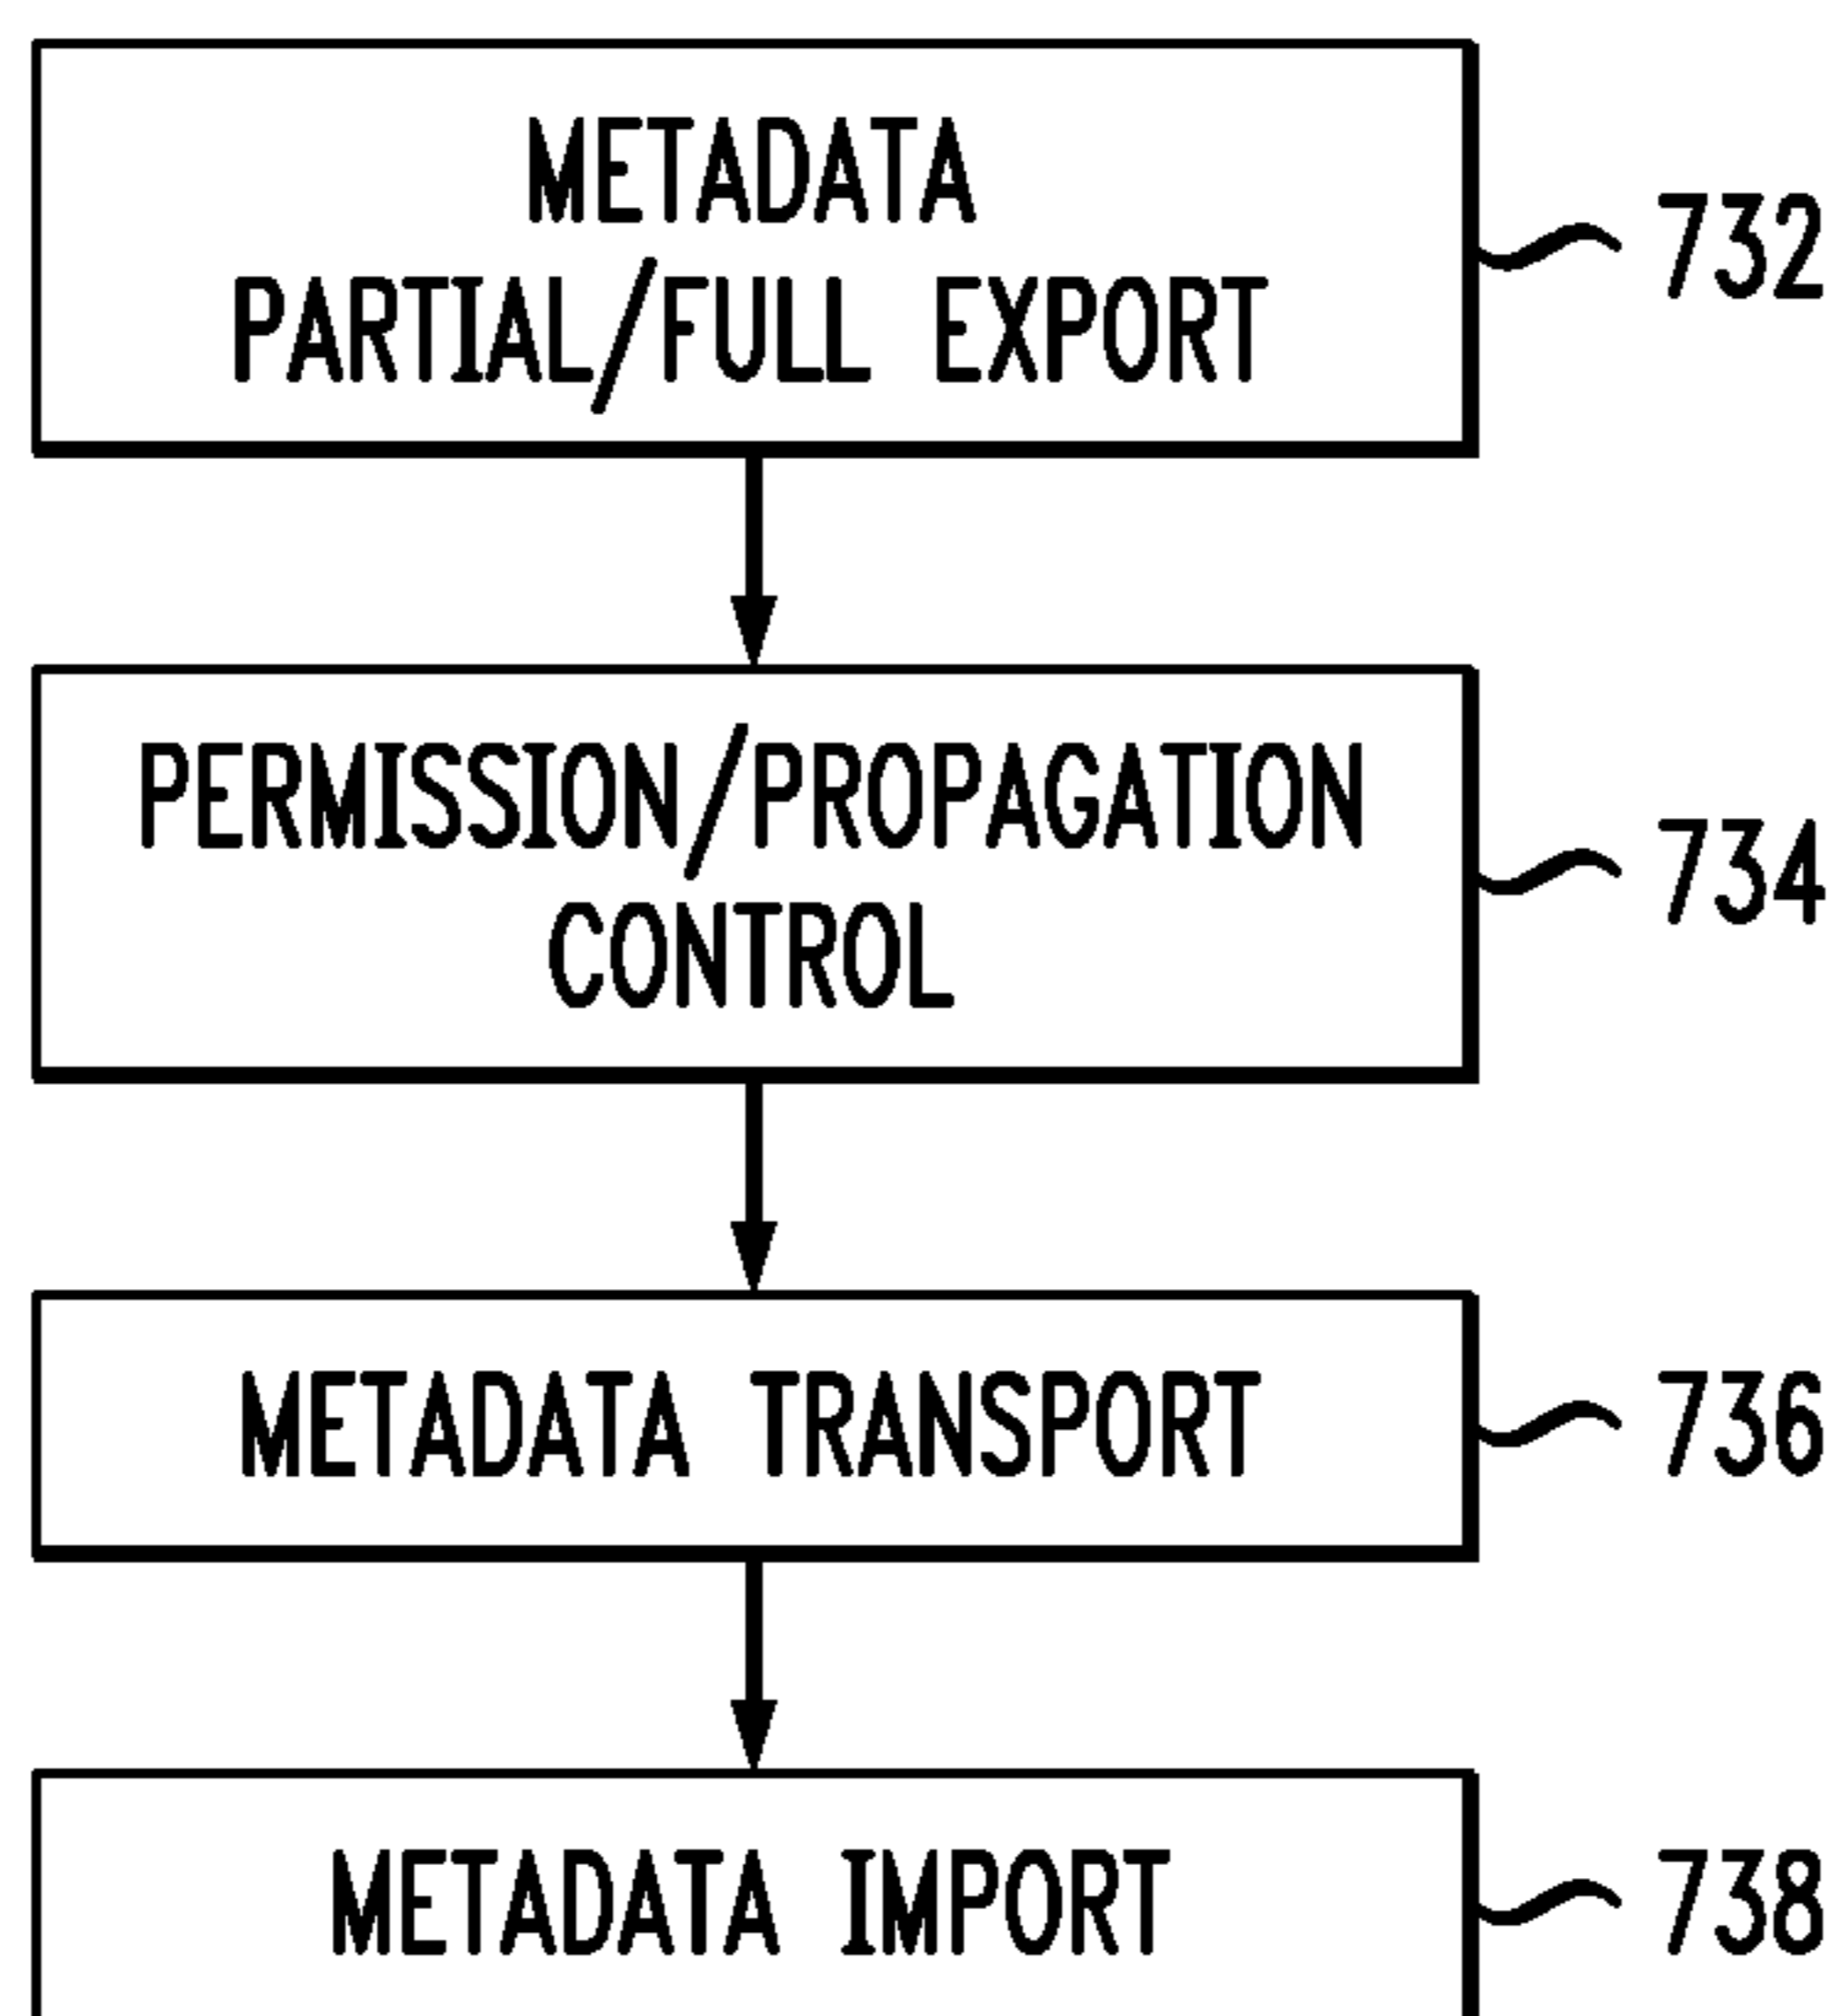 METADATA
PARTIAL/FULL EXPORT
732
PERMISSION/PROPAGATION
CONTROL
734
METADATA TRANSPORT
736
METADATA IMPORT
738